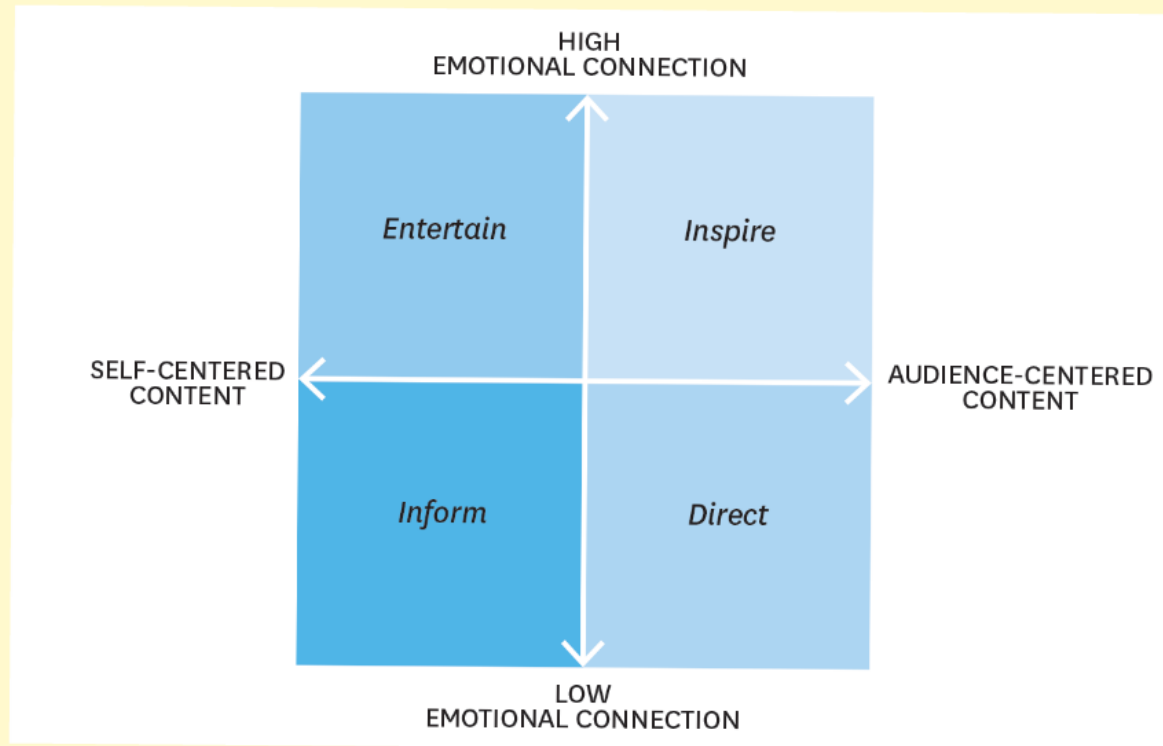 HIGH
EMOTIONAL CONNECTION
Entertain
Inspire
SELF-CENTERED
CONTENT
AUDIENCE-CENTERED
CONTENT
Inform
Direct
LOW
EMOTIONAL CONNECTION